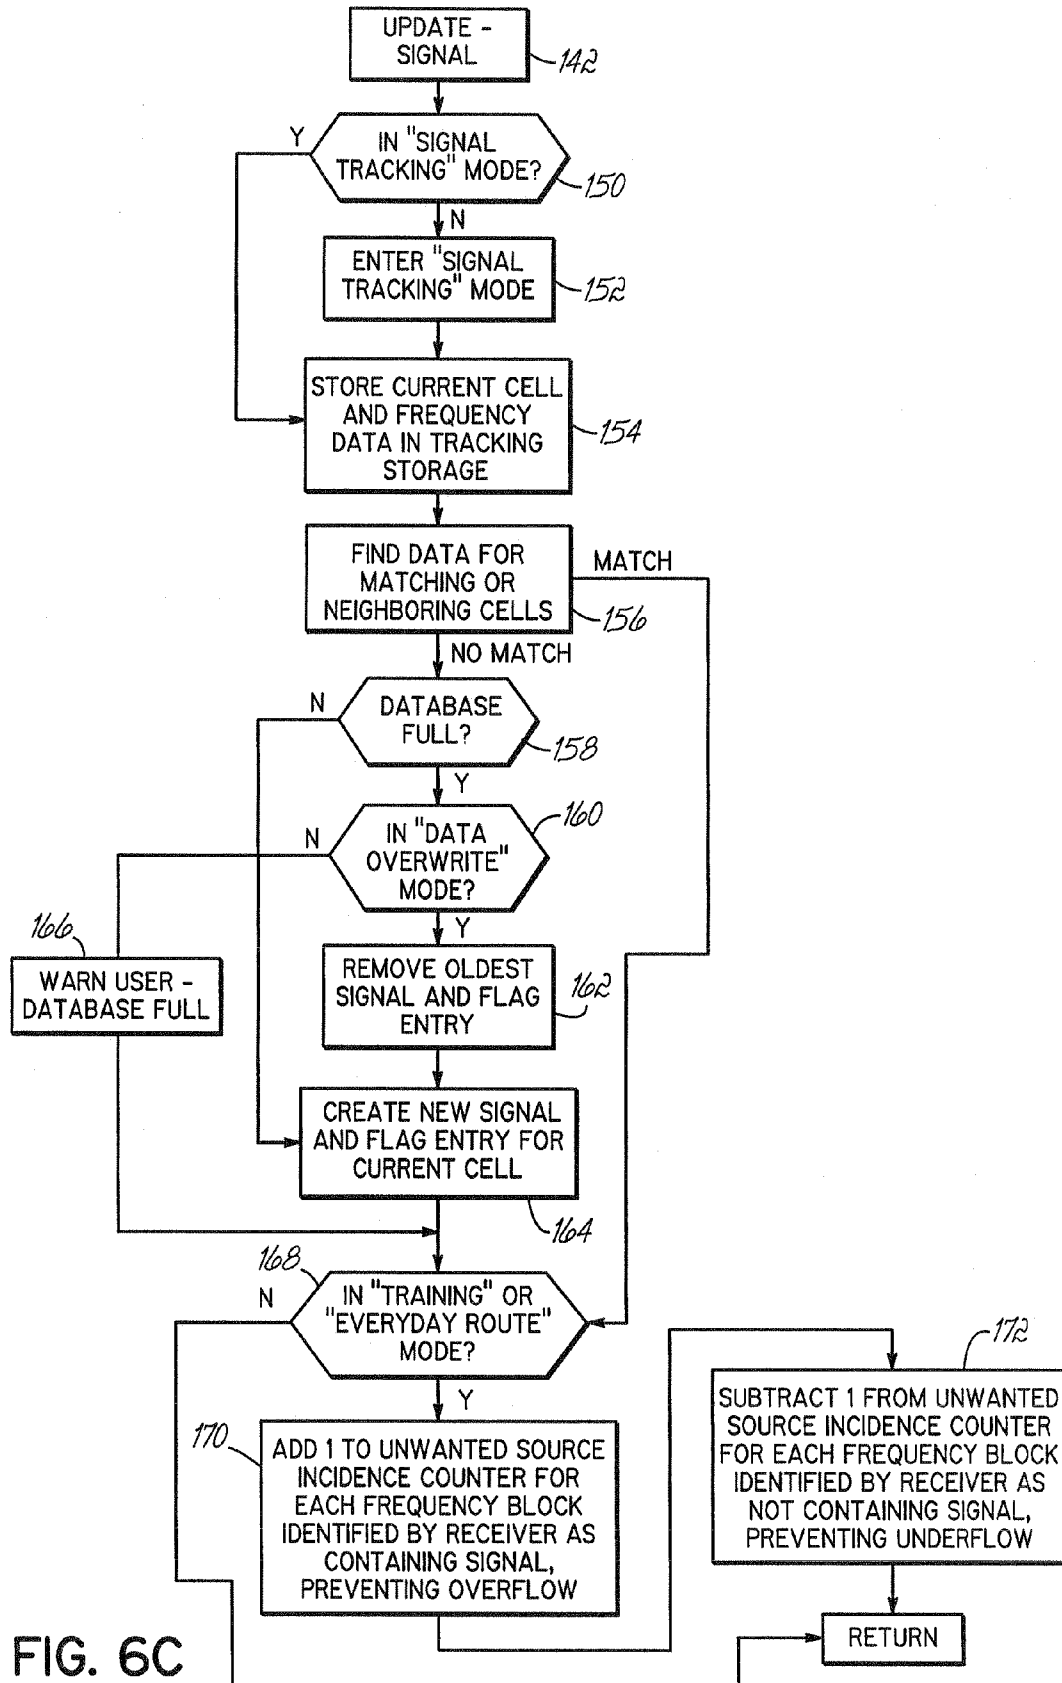 UPDATE -
SIGNAL
142
Y
IN "SIGNAL
TRACKING" MODE?
150
N
ENTER "SIGNAL
TRACKING" MODE
152
STORE CURRENT CELL
AND FREQUENCY
DATA IN TRACKING
STORAGE
154
FIND DATA FOR
MATCHING OR
NEIGHBORING CELLS
MATCH
156
NO MATCH
N
DATABASE
FULL?
158
Y
N
IN "DATA
OVERWRITE"
MODE?
160
Y
166
WARN USER -
DATABASE FULL
REMOVE OLDEST
SIGNAL AND FLAG
ENTRY
162
CREATE NEW SIGNAL
AND FLAG ENTRY FOR
CURRENT CELL
164
168
N
IN "TRAINING" OR
"EVERYDAY ROUTE"
MODE?
Y
170
ADD 1 TO UNWANTED SOURCE
INCIDENCE COUNTER FOR
EACH FREQUENCY BLOCK
IDENTIFIED BY RECEIVER AS
CONTAINING SIGNAL,
PREVENTING OVERFLOW
172
SUBTRACT 1 FROM UNWANTED
SOURCE INCIDENCE COUNTER
FOR EACH FREQUENCY BLOCK
IDENTIFIED BY RECEIVER AS
NOT CONTAINING SIGNAL,
PREVENTING UNDERFLOW
RETURN
FIG. 6C